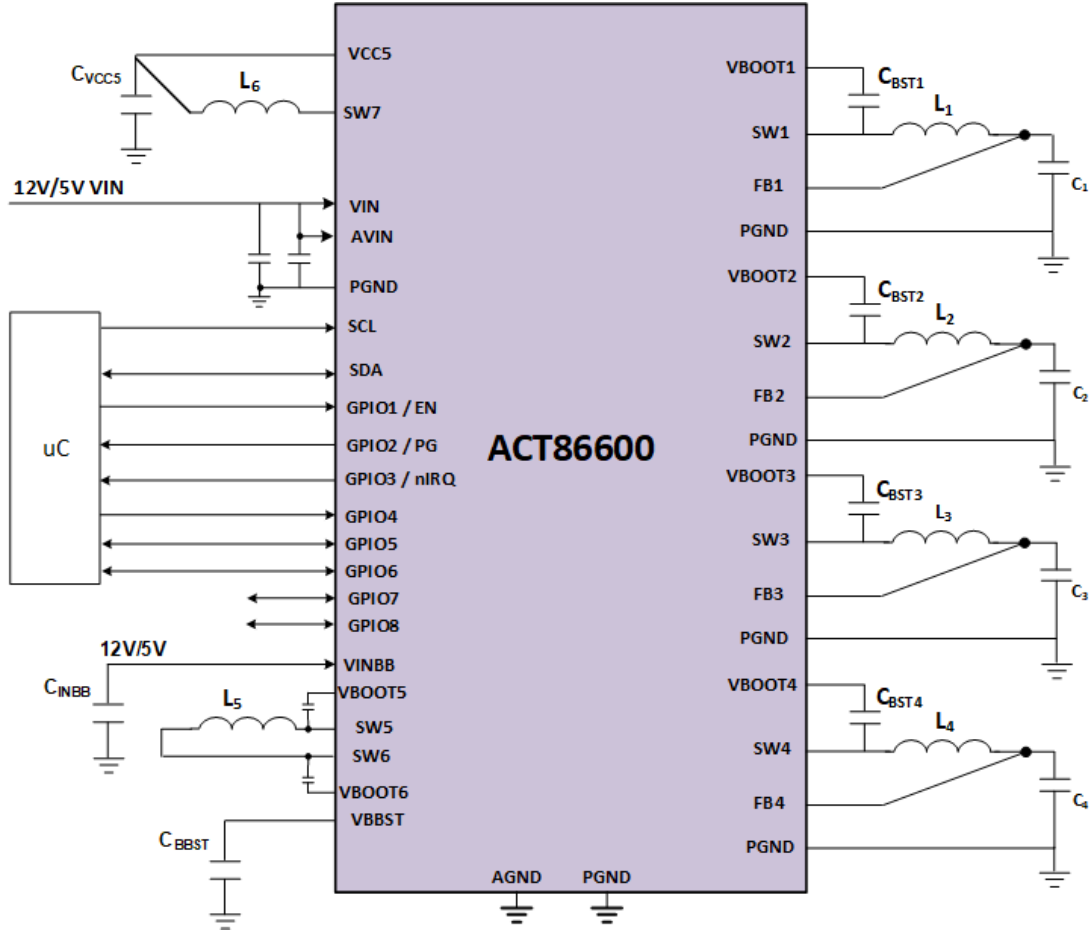 VCC5
CVCC5
L6
SW7
12V/5V VIN
VIN
AVIN
PGND
uC
SCL
SDA
GPIO1 / EN
GPIO2 / PG
GPIO3 / nIRQ
GPIO4
GPIO5
GPIO6
GPIO7
GPIO8
12V/5V
VINBB
CINBB
VBOOT5
L5
SW5
SW6
VBOOT6
VBBST
CBBST
ACT86600
AGND
PGND
VBOOT1
CBST1
L1
SW1
FB1
C1
PGND
VBOOT2
CBST2
L2
SW2
FB2
C2
PGND
VBOOT3
CBST3
L3
SW3
FB3
C3
PGND
VBOOT4
CBST4
L4
SW4
FB4
C4
PGND